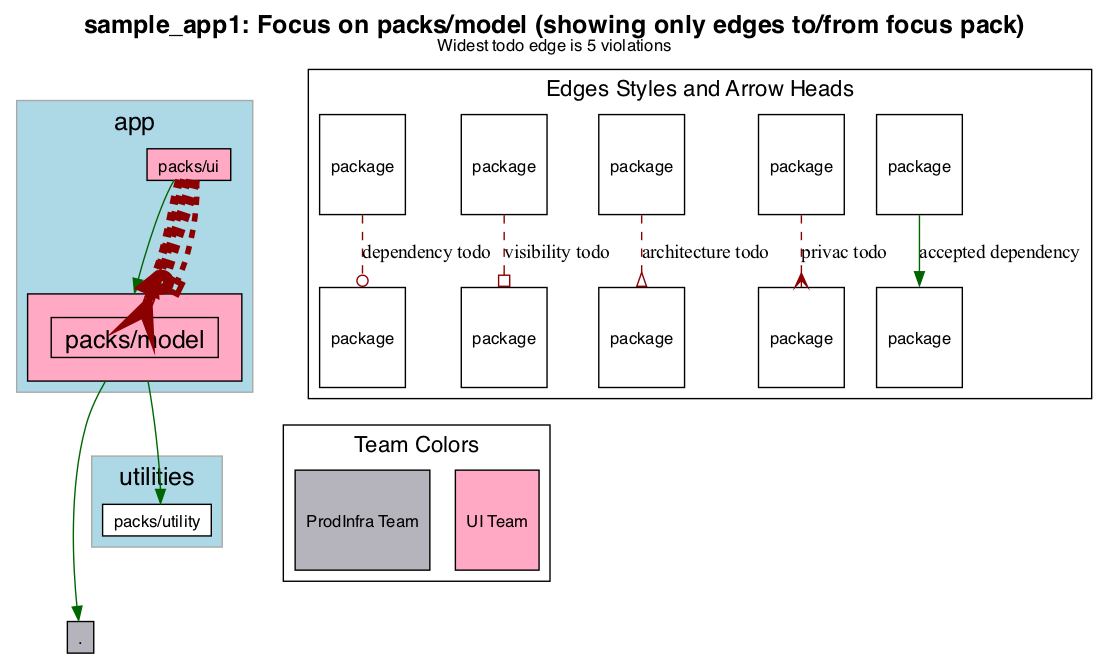 sample_app1: Focus on packs/model (showing only edges to/from focus pack)
Widest todo edge is 5 violations
app
packs/ui
packs/model
utilities
packs/utility
.
Edges Styles and Arrow Heads
package package package package package
dependency todo visibility todo architecture todo privac todo accepted dependency
package package package package package
Team Colors
ProdInfra Team UI Team